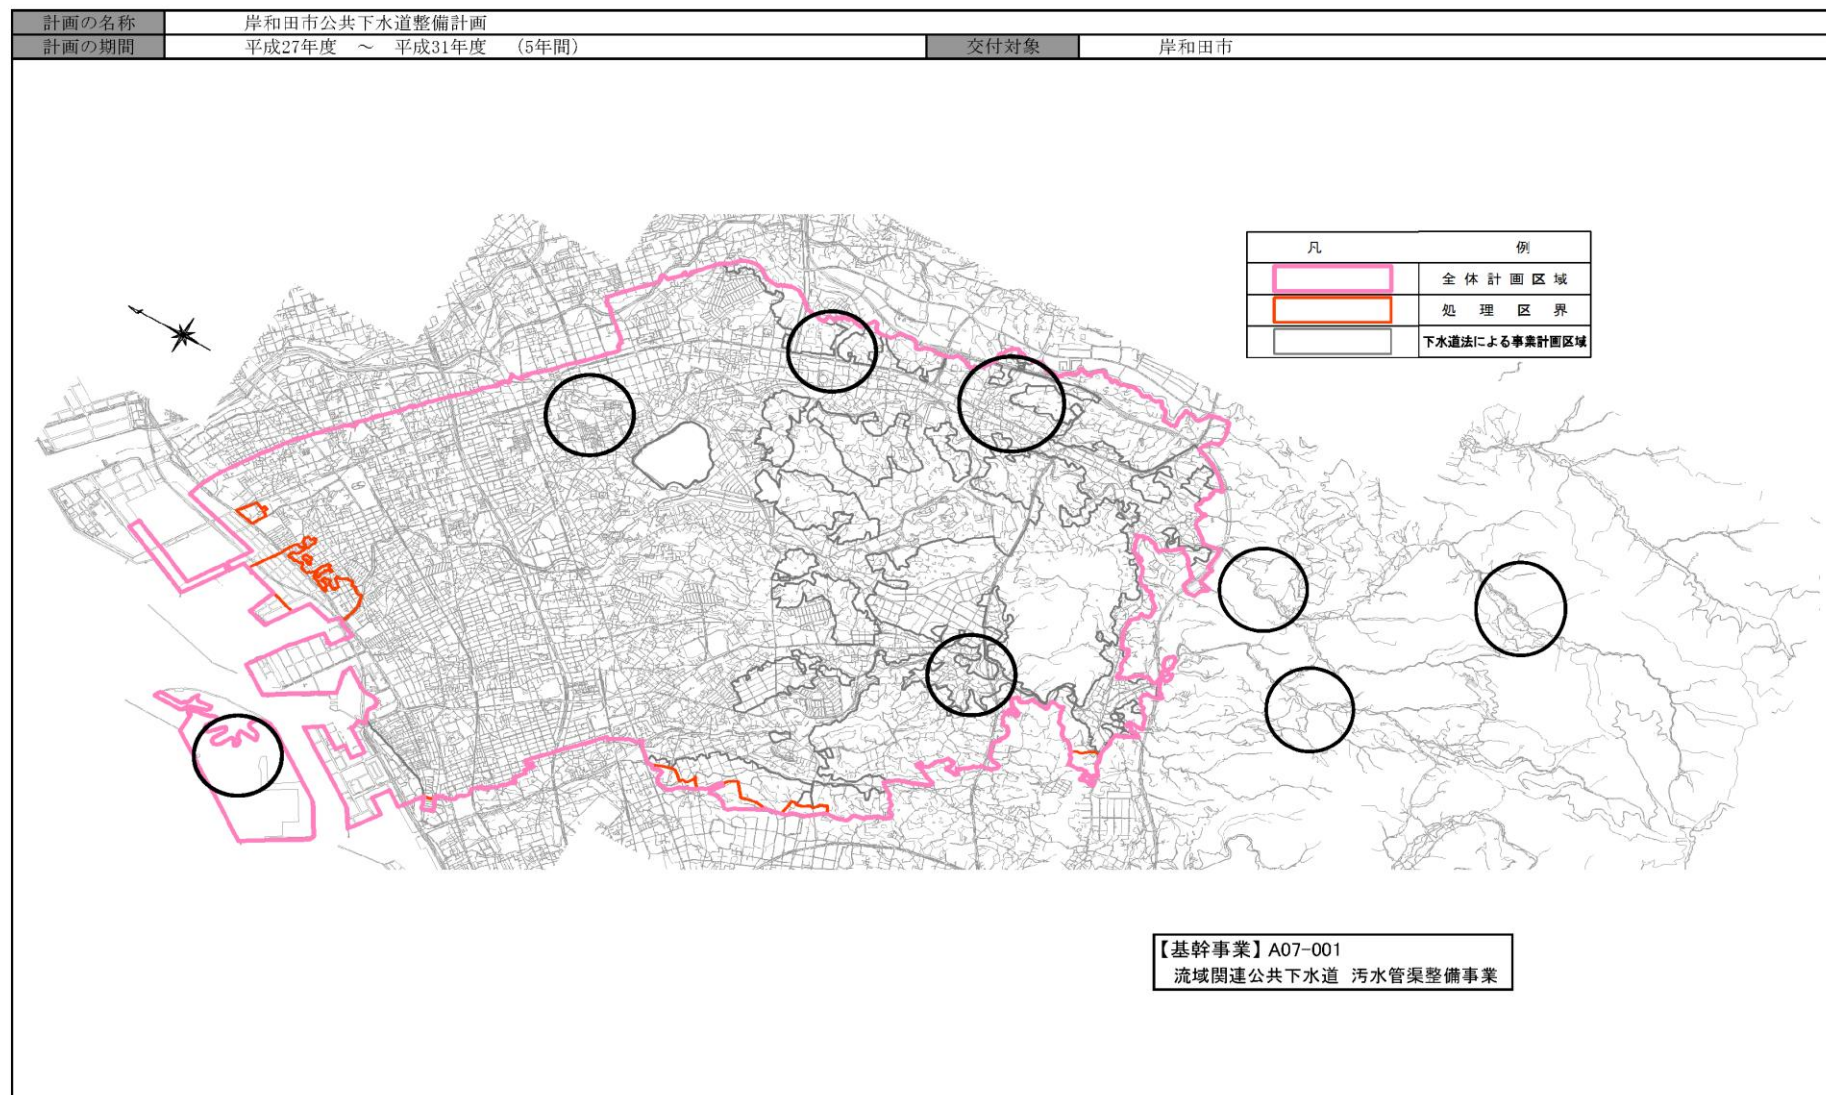 計画の名称 岸和田市公共下水道整備計画
計画の期間 平成27年度 ~ 平成31年度 (5年間) 交付対象 岸和田市
凡 例
全体計画区域
処理区界
下水道法による事業計画区域
【基幹事業】A07-001
流域関連公共下水道 汚水管渠整備事業